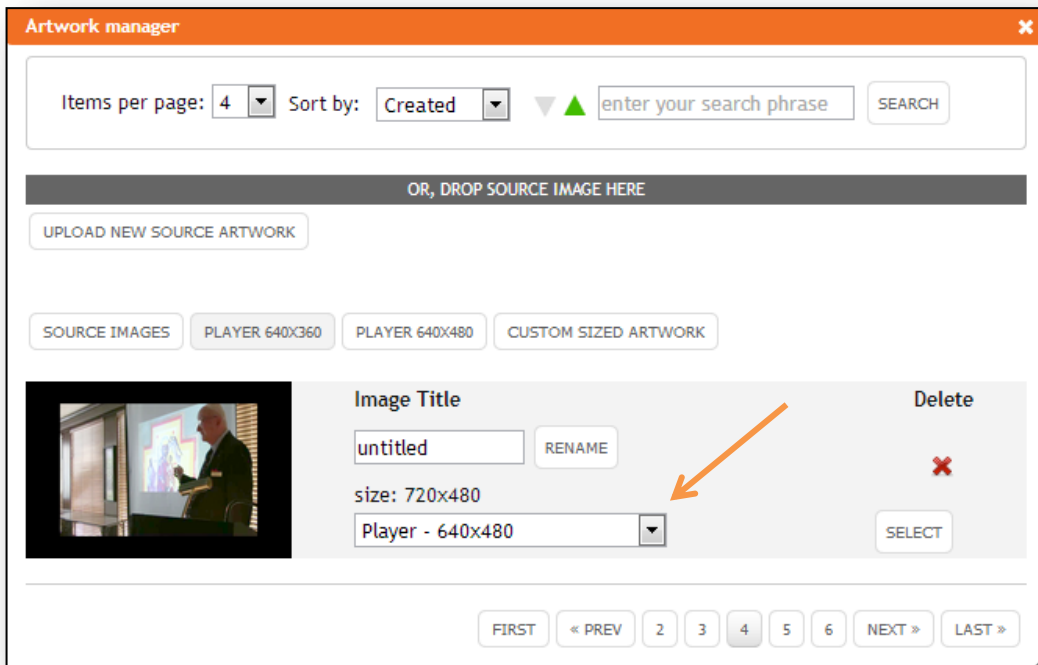 Artwork manager
Items per page: 4 Sort by: Created enter your search phrase SEARCH
OR, DROP SOURCE IMAGE HERE
UPLOAD NEW SOURCE ARTWORK
SOURCE IMAGES PLAYER 640X360 PLAYER 640X480 CUSTOM SIZED ARTWORK
Image Title Delete
untitled RENAME
size: 720x480
Player - 640x480 SELECT
FIRST « PREV 2 3 4 5 6 NEXT » LAST »